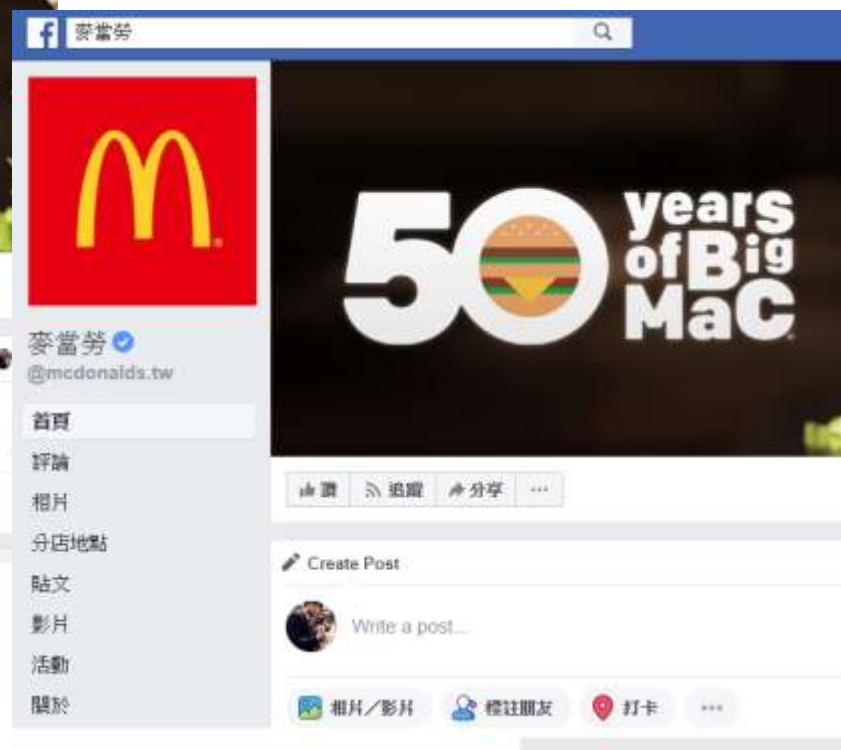 麥當勞
50 years
of Big
Mac
麥當勞
@mcdonalds.tw
首頁
評論
相片
分店地點
貼文
影片
活動
關於
讚 追蹤 分享 ...
Create Post
Write a post...
相片/影片 標註朋友 打卡 ...